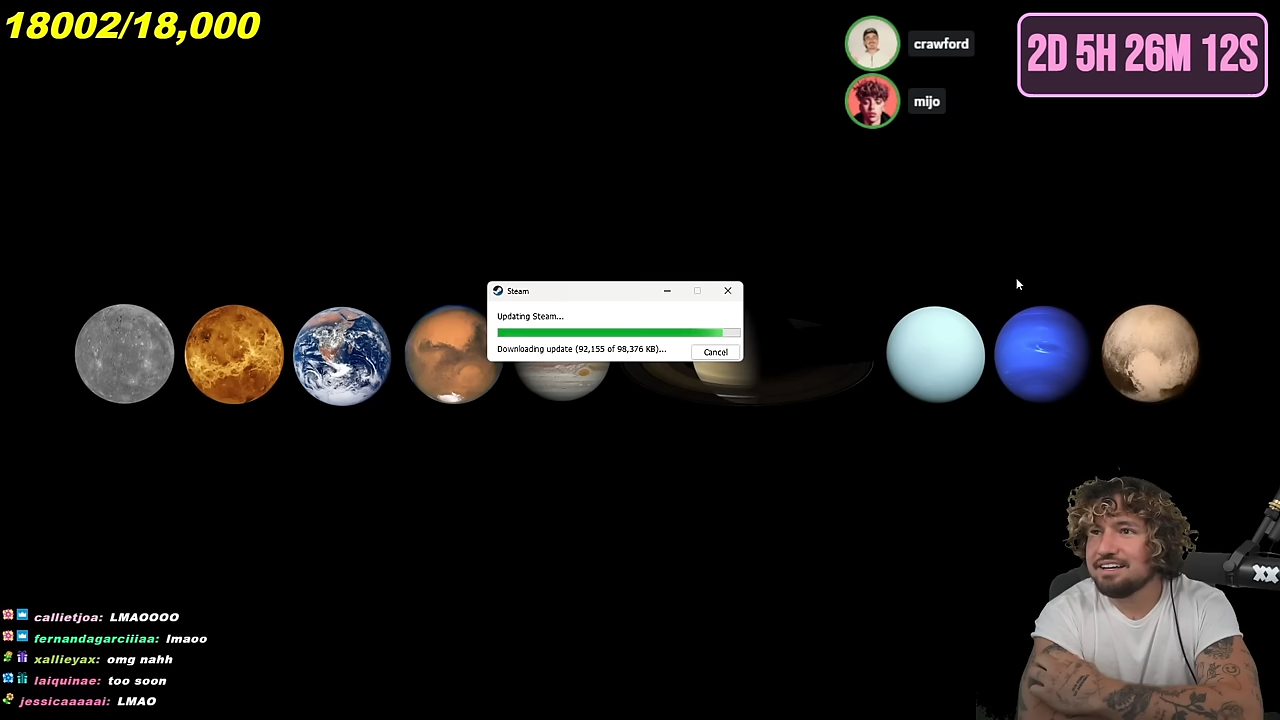 18002/18,000
crawford
mijo
2D 5H 26M 12S
Steam
Updating Steam...
Downloading update (92,155 of 98,376 KB)...
Cancel
XX
callietjoa: LMAOOOO
fernandagarciiiaa: lmaoo
xallieyax: omg nahh
laiquinae: too soon
jessicaaaaai: LMAO